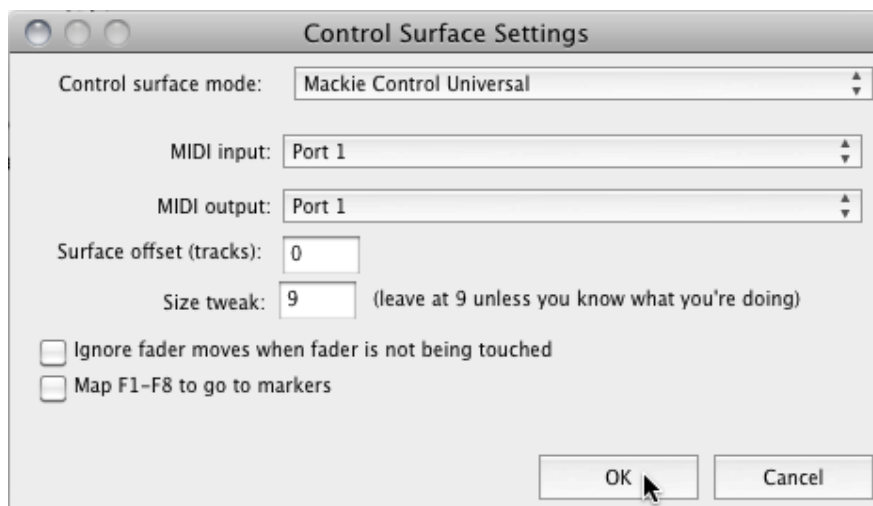 Control Surface Settings
Control surface mode: Mackie Control Universal
MIDI input: Port 1
MIDI output: Port 1
Surface offset (tracks): 0
Size tweak: 9 (leave at 9 unless you know what you're doing)
Ignore fader moves when fader is not being touched
Map F1-F8 to go to markers
OK Cancel